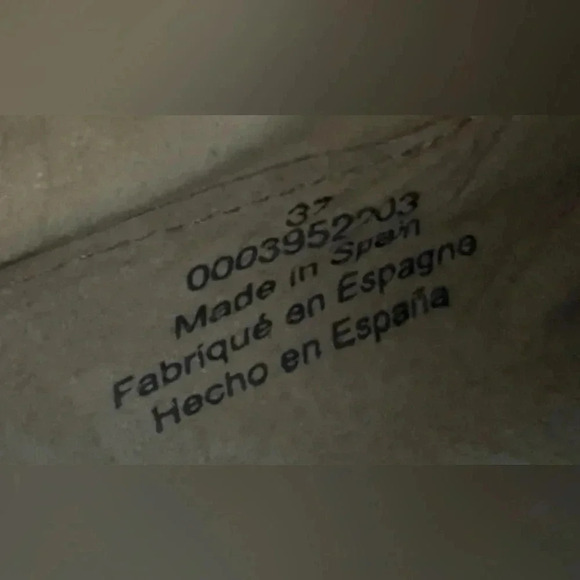 37
0003952203
Made in Spain
Fabriqué en Espagne
Hecho en España